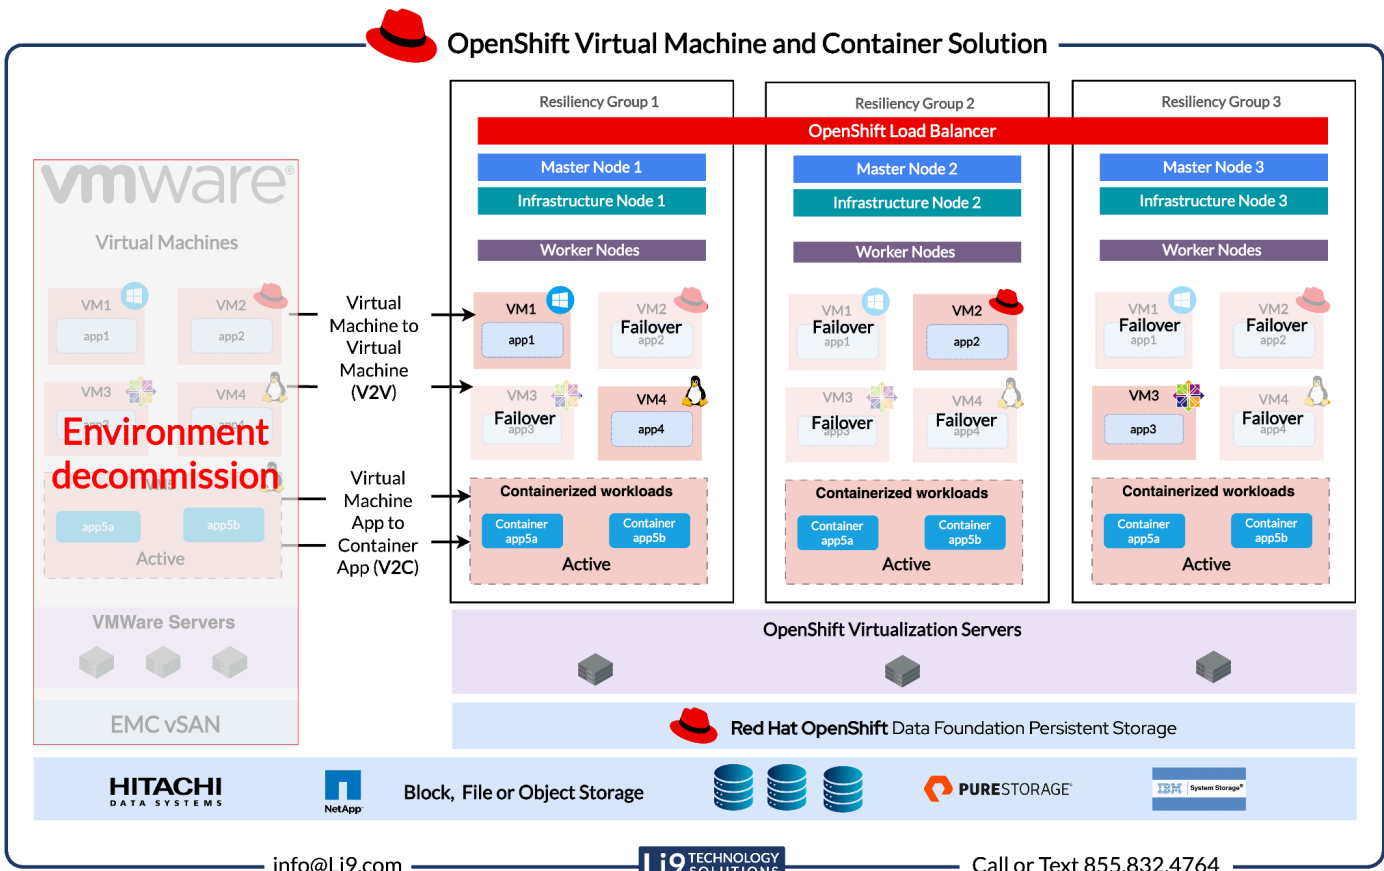 OpenShift Virtual Machine and Container Solution
Resiliency Group 1
Resiliency Group 2
Resiliency Group 3
OpenShift Load Balancer
Master Node 1
Master Node 2
Master Node 3
Infrastructure Node 1
Infrastructure Node 2
Infrastructure Node 3
Worker Nodes
Worker Nodes
Worker Nodes
vmware®
Virtual Machines
VM1
app1
VM2
app2
VM3
VM4
Environment
decommission
app5a
app5b
Active
VMWare Servers
EMC vSAN
Virtual
Machine to
Virtual
Machine
(V2V)
Virtual
Machine
App to
Container
App (V2C)
VM1
app1
VM2
Failover
app2
VM3
Failover
app3
VM4
app4
Containerized workloads
Container
app5a
Container
app5b
Active
VM1
Failover
app1
VM2
app2
VM3
Failover
app3
VM4
Failover
app4
Containerized workloads
Container
app5a
Container
app5b
Active
VM1
Failover
app1
VM2
Failover
app2
VM3
app3
VM4
Failover
app4
Containerized workloads
Container
app5a
Container
app5b
Active
OpenShift Virtualization Servers
Red Hat OpenShift Data Foundation Persistent Storage
HITACHI
DATA SYSTEMS
NetApp®
Block, File or Object Storage
PURESTORAGE®
IBM System Storage®
info@Li9.com
Li9 TECHNOLOGY
SOLUTIONS
Call or Text 855.832.4764